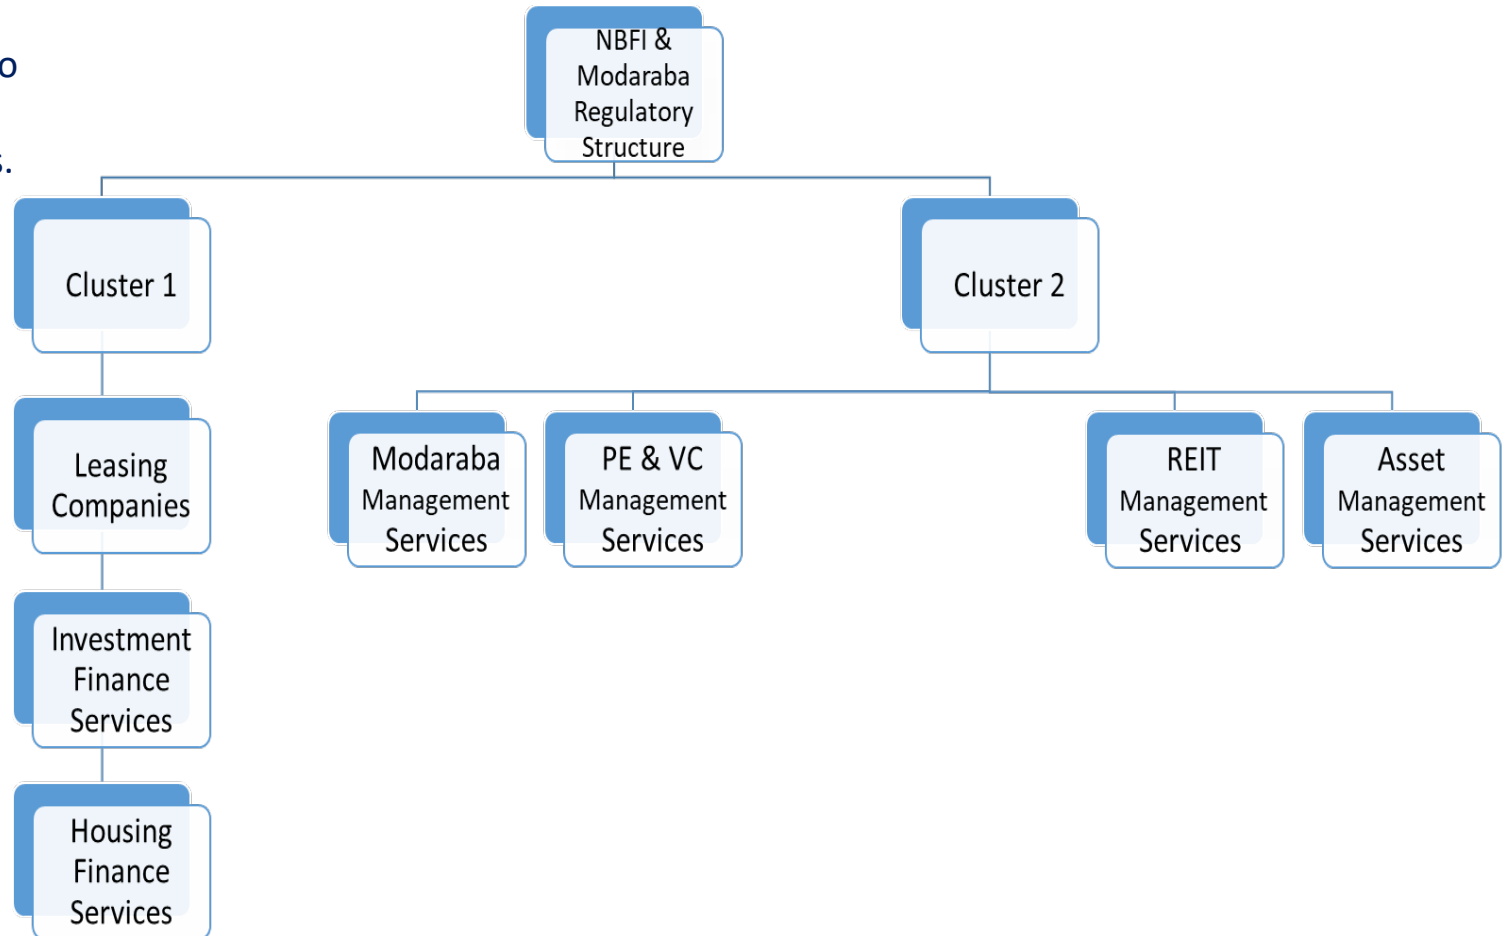 o
s.
NBFI &
Modaraba
Regulatory
Structure
Cluster 1
Cluster 2
Leasing
Companies
Modaraba
Management
Services
PE & VC
Management
Services
REIT
Management
Services
Asset
Management
Services
Investment
Finance
Services
Housing
Finance
Services